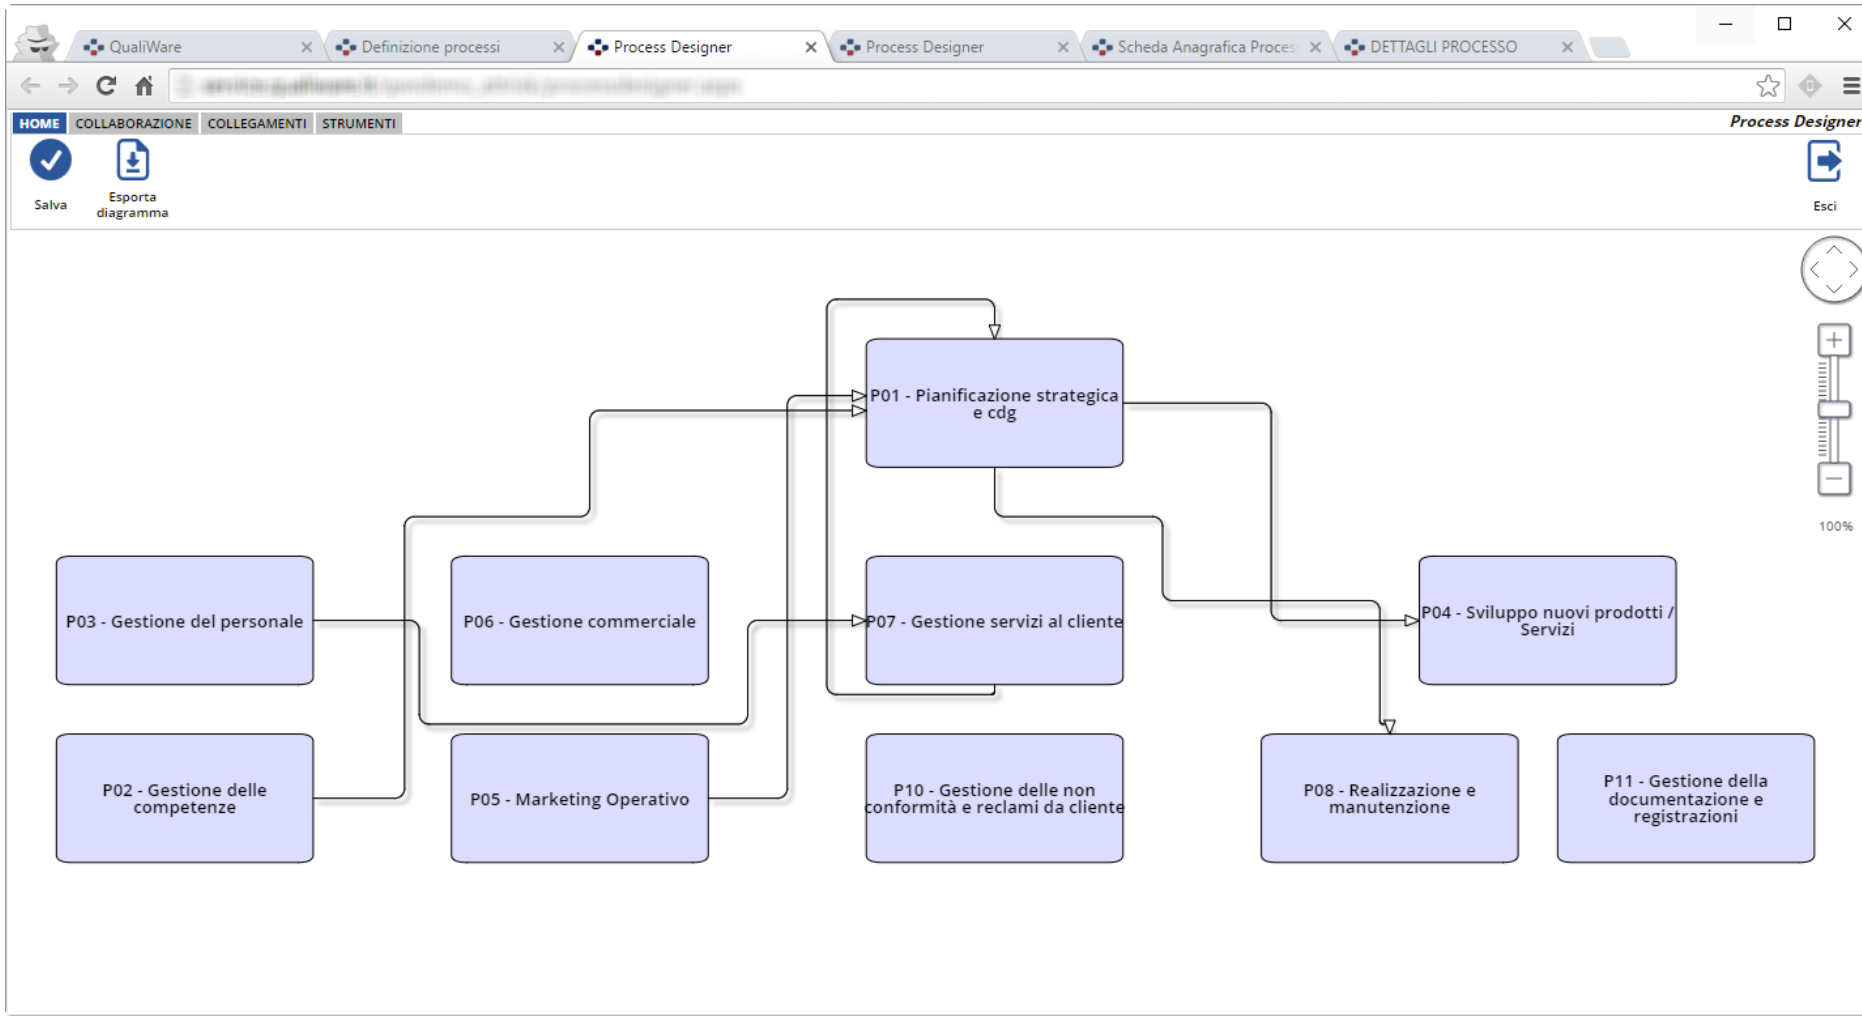 QualiWare
Definizione processi
Process Designer
Process Designer
Scheda Anagrafica Proces
DETTAGLI PROCESSO
HOME
COLLABORAZIONE
COLLEGAMENTI
STRUMENTI
Process Designer
Salva
Esporta
diagramma
Esci
100%
P01 - Pianificazione strategica
e cdg
P03 - Gestione del personale
P06 - Gestione commerciale
P07 - Gestione servizi al cliente
P04 - Sviluppo nuovi prodotti /
Servizi
P02 - Gestione delle
competenze
P05 - Marketing Operativo
P10 - Gestione delle non
conformità e reclami da cliente
P08 - Realizzazione e
manutenzione
P11 - Gestione della
documentazione e
registrazioni